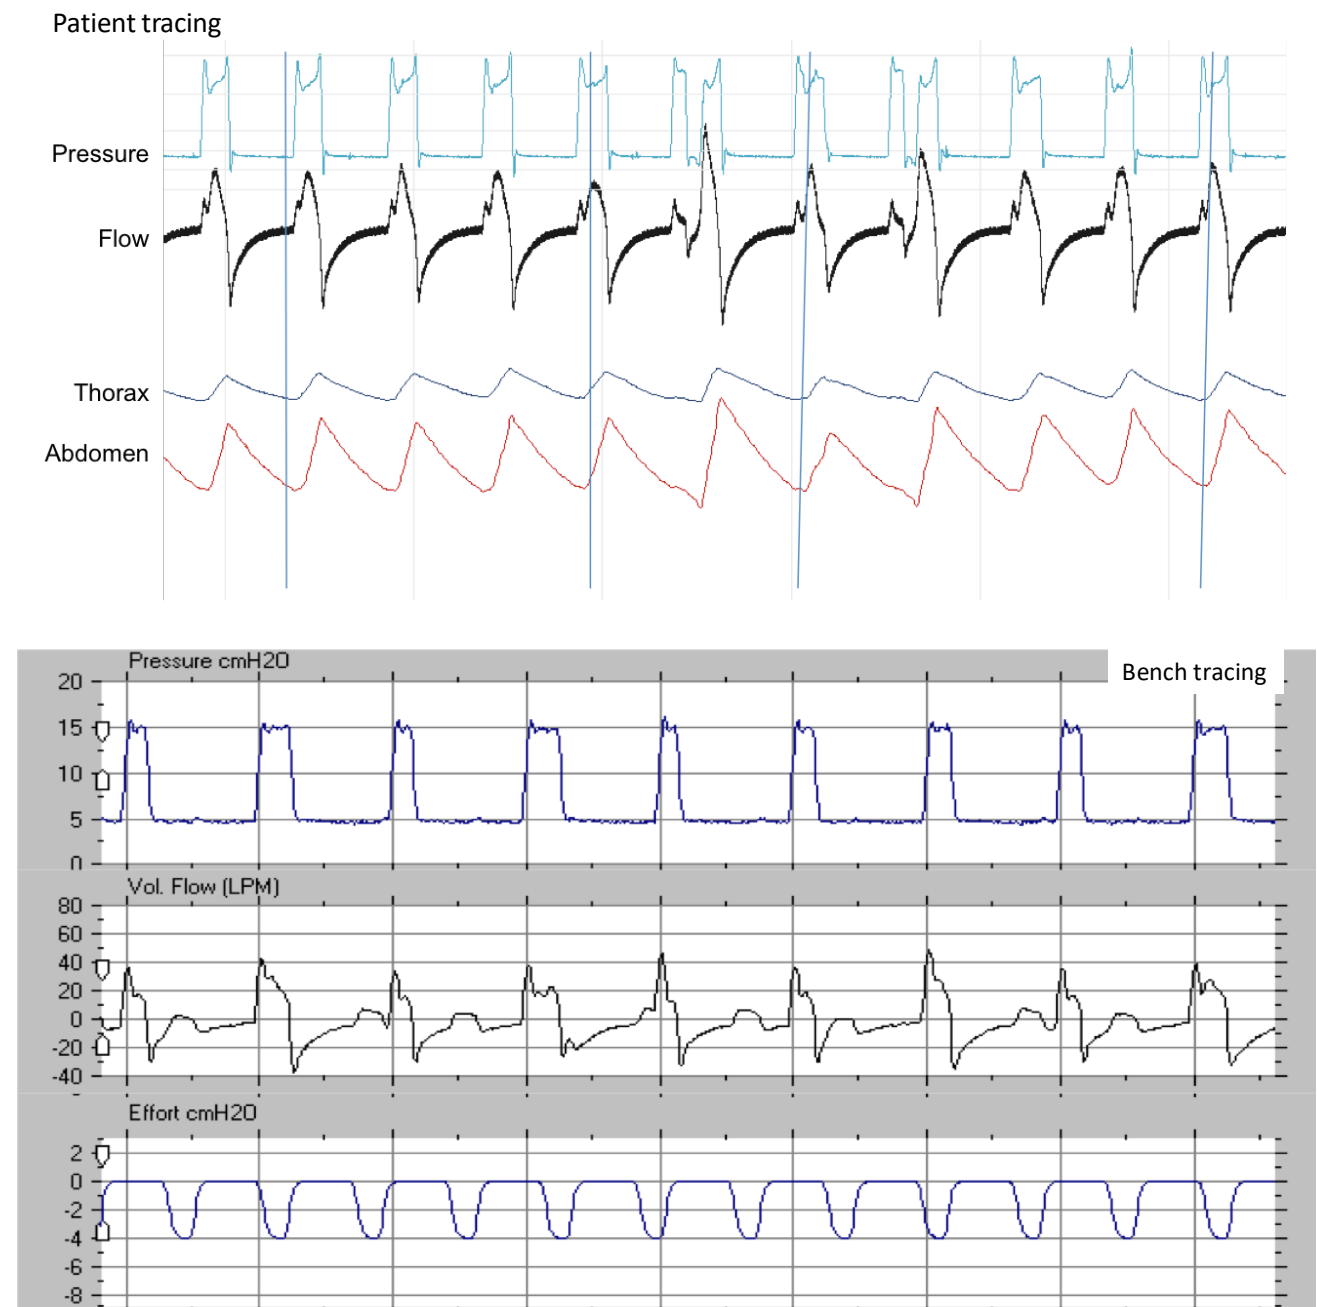 Patient tracing
Pressure
Flow
Thorax
Abdomen
Pressure cmH2O
Bench tracing
20
15
10
5
0
Vol. Flow (LPM)
80
60
40
20
0
-20
-40
Effort cmH2O
2
0
-2
-4
-6
-8